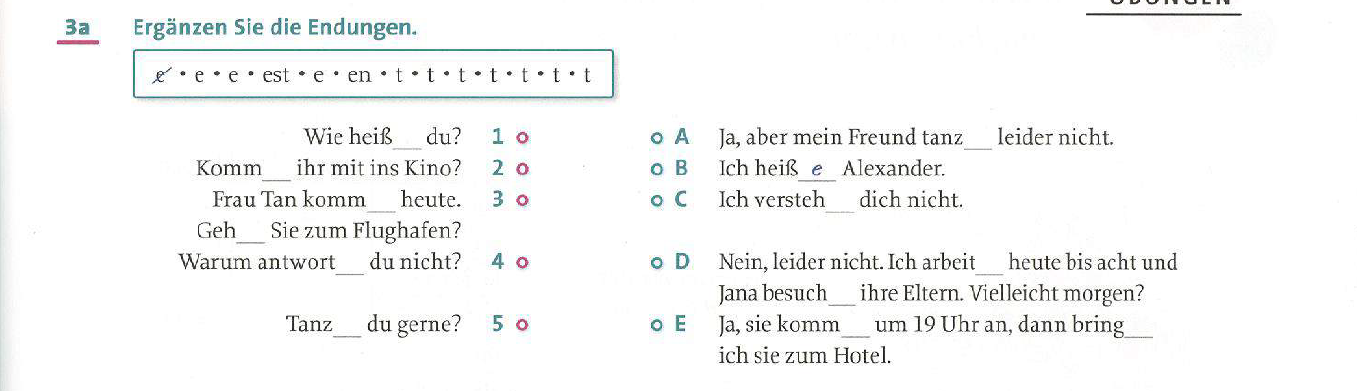 ÜBUNGEN
3a Ergänzen Sie die Endungen.
e • e • e • est • e • en • t • t • t • t • t • t • t
Wie heiß__ du? 1 A Ja, aber mein Freund tanz__ leider nicht.
Komm__ ihr mit ins Kino? 2 B Ich heiß_e_ Alexander.
Frau Tan komm__ heute. 3 C Ich versteh__ dich nicht.
Geh__ Sie zum Flughafen?
Warum antwort__ du nicht? 4 D Nein, leider nicht. Ich arbeit__ heute bis acht und
Jana besuch__ ihre Eltern. Vielleicht morgen?
Tanz__ du gerne? 5 E Ja, sie komm__ um 19 Uhr an, dann bring__
ich sie zum Hotel.